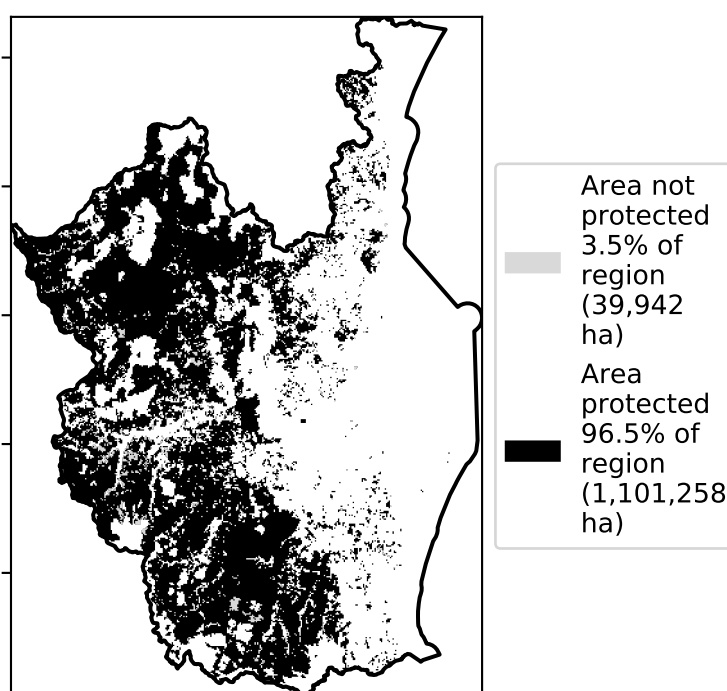 Area not
protected
3.5% of
region
(39,942
ha)
Area
protected
96.5% of
region
(1,101,258
ha)